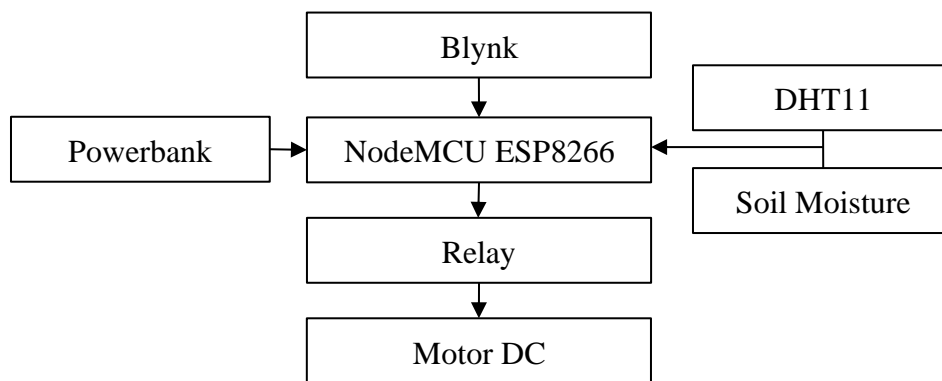 Blynk
DHT11
Powerbank
NodeMCU ESP8266
Soil Moisture
Relay
Motor DC